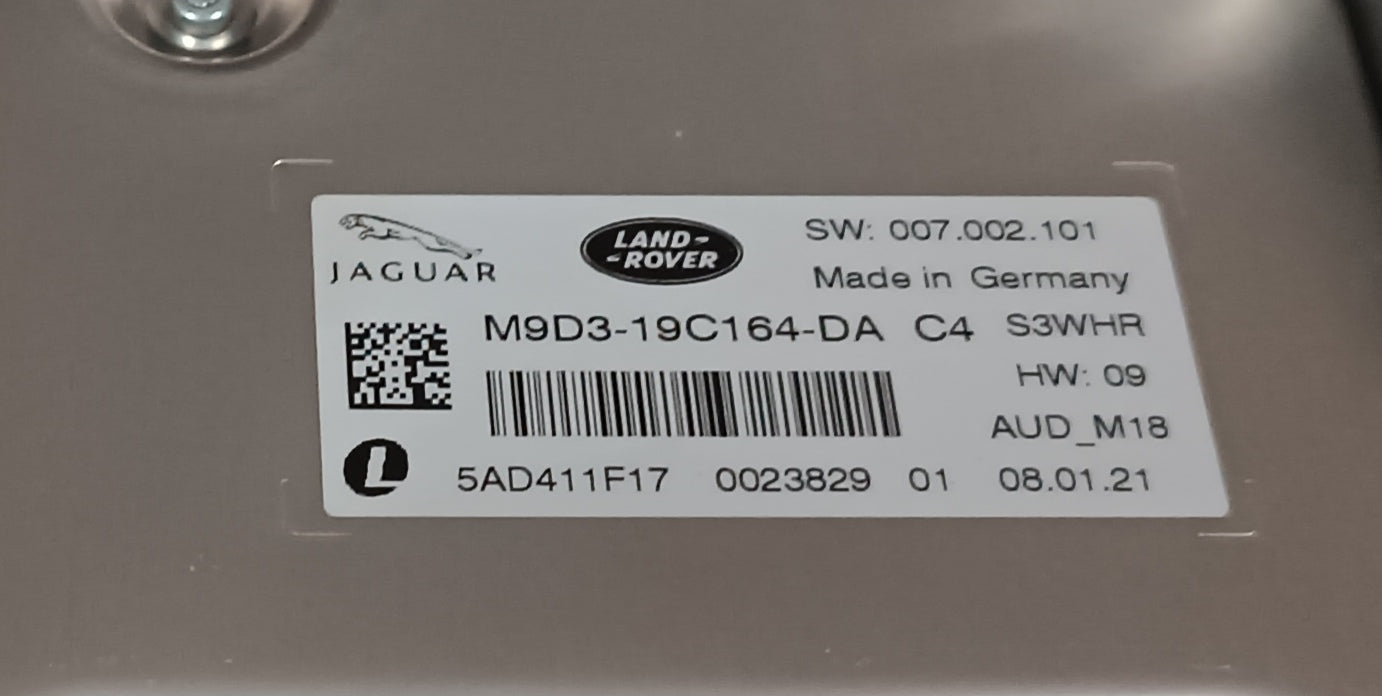 JAGUAR
LAND-
-ROVER
SW: 007.002.101
Made in Germany
M9D3-19C164-DA C4 S3WHR
HW: 09
AUD_M18
L
5AD411F17 0023829 01 08.01.21